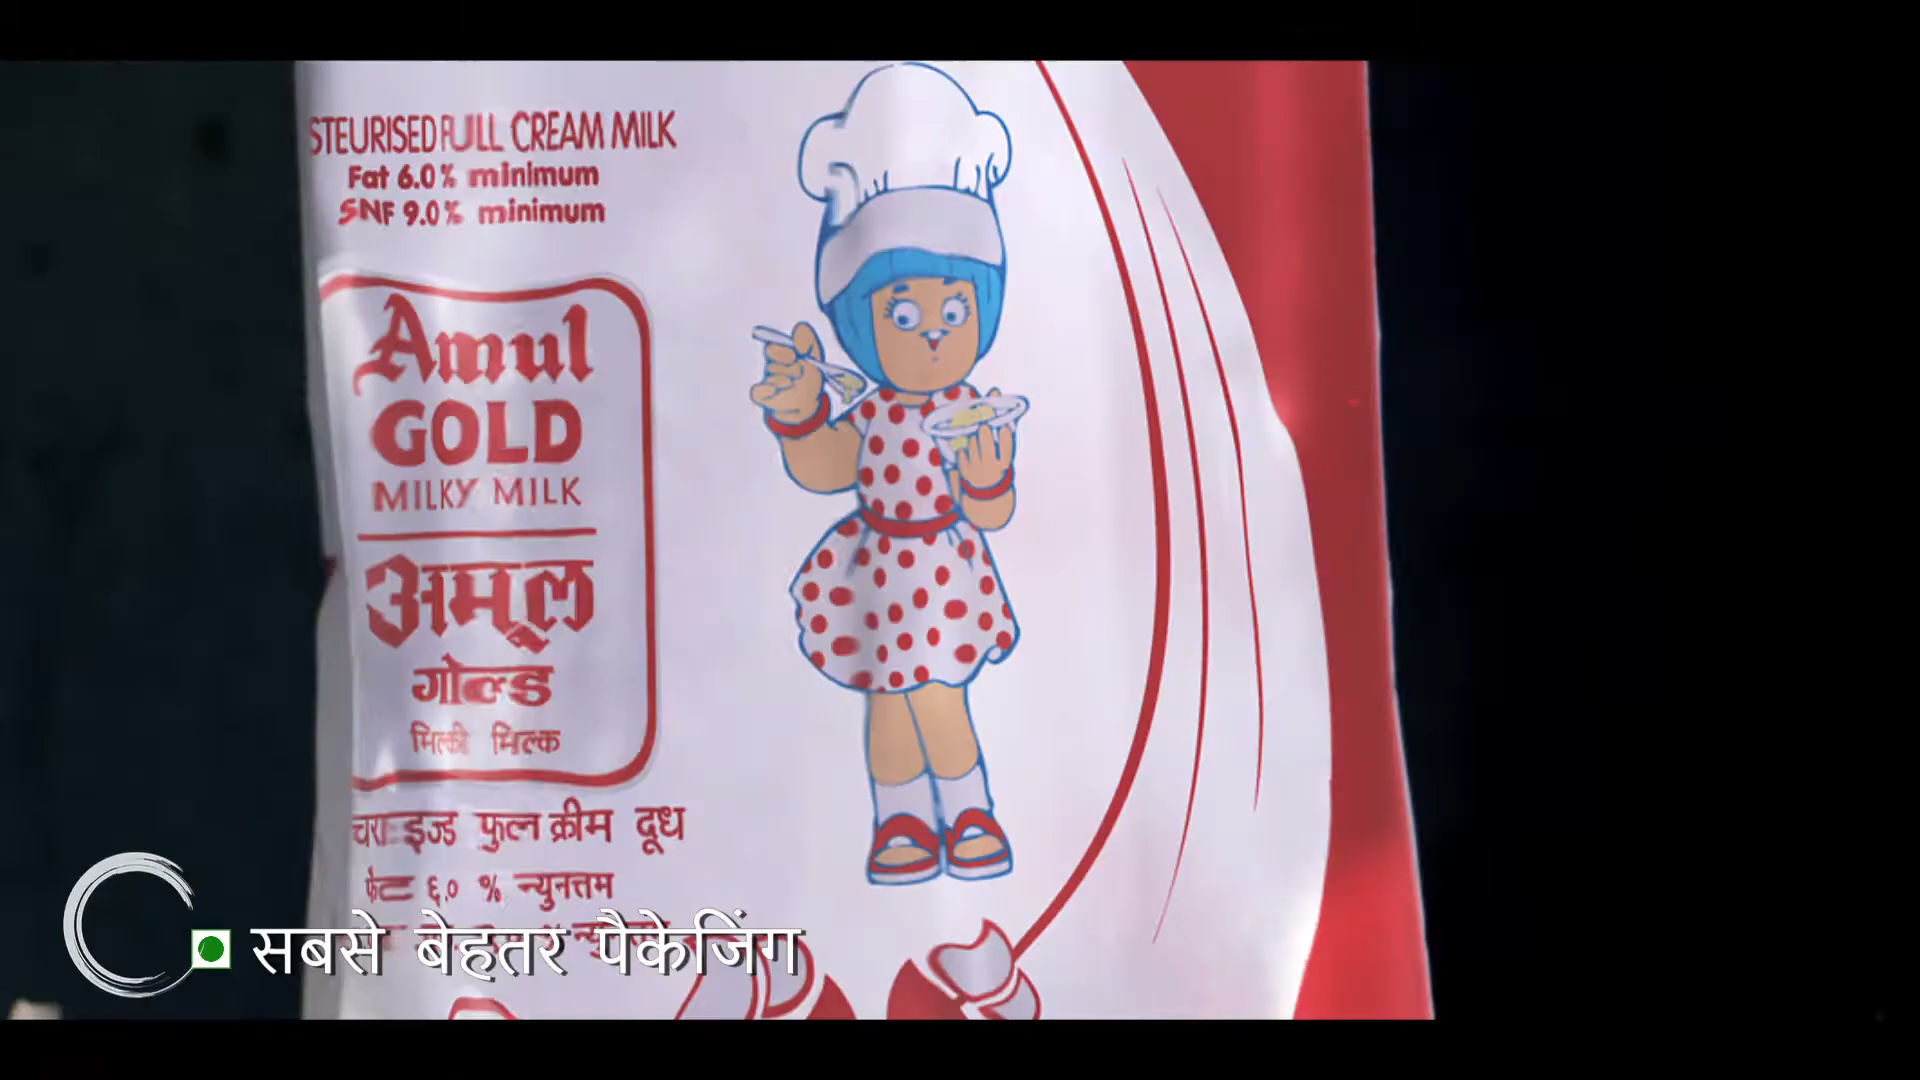 STEURISED FULL CREAM MILK
Fat 6.0% minimum
SNF 9.0% minimum
Amul
GOLD
MILKY MILK
अमूल
गोल्ड
मिल्की मिल्क
चराइज्ड फुल क्रीम दूध
फेट ६.० % न्युनत्तम
सबसे बेहतर पैकेजिंग